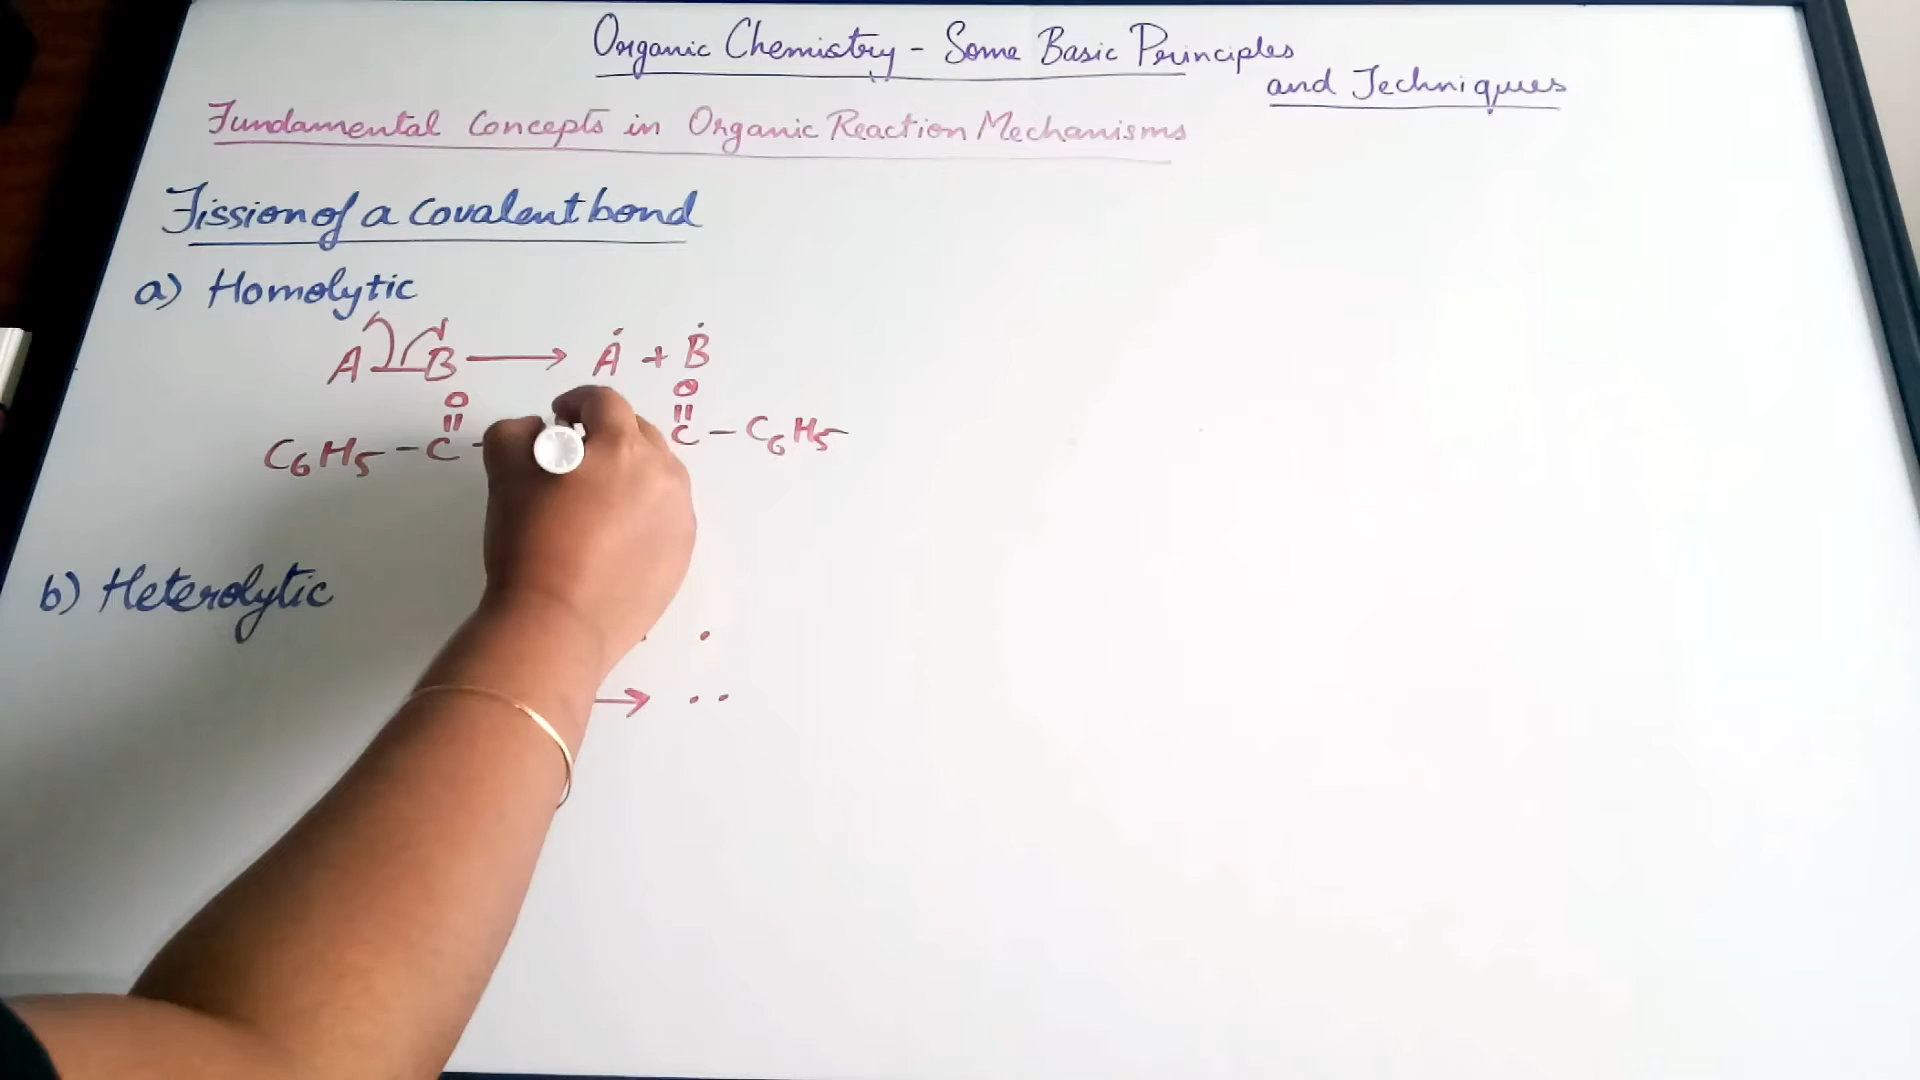 Organic Chemistry - Some Basic Principles
and Techniques
Fundamental Concepts in Organic Reaction Mechanisms
Fission of a Covalent bond
a) Homolytic
A B → Ȧ + Ḃ
O O
|| ||
C6H5 - C - C - C6H5
b) Heterolytic
→ . .